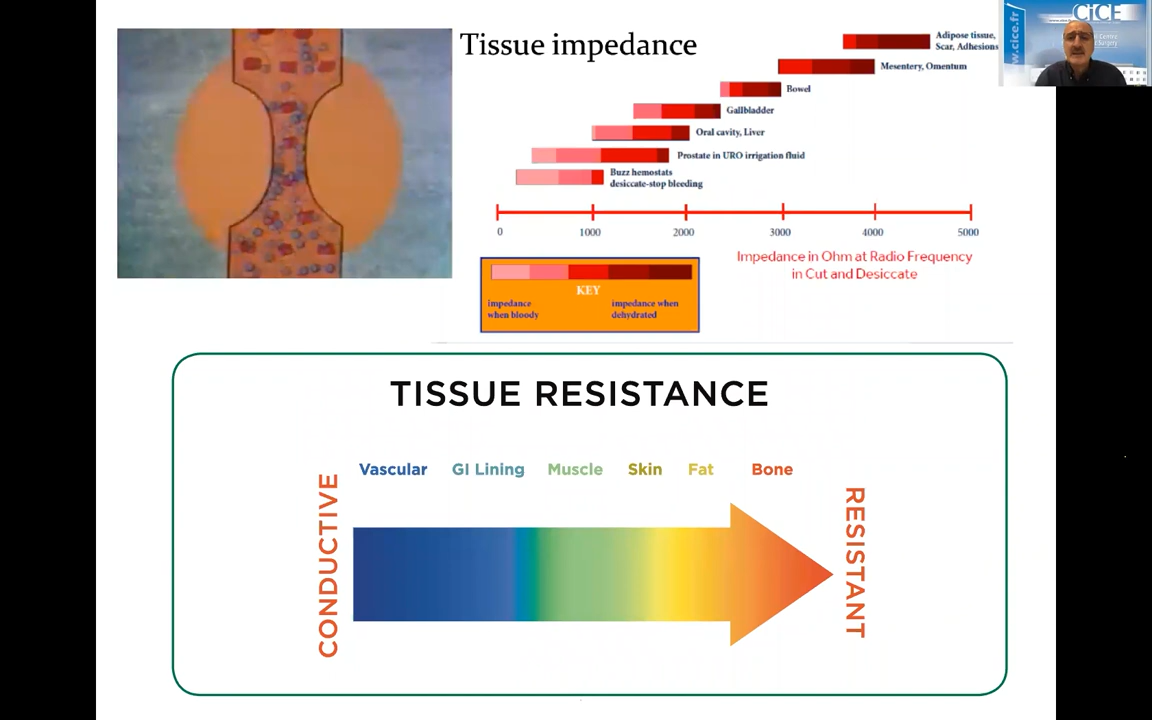 Tissue impedance
Adipose tissue,
Scar, Adhesions
Mesentery, Omentum
Bowel
Gallbladder
Oral cavity, Liver
Prostate in URO irrigation fluid
Buzz hemostats
desiccate-stop bleeding
0 1000 2000 3000 4000 5000
Impedance in Ohm at Radio Frequency
in Cut and Desiccate
KEY
impedance
when bloody
impedance when
dehydrated
www.cice.fr
CiCE
TISSUE RESISTANCE
Vascular GI Lining Muscle Skin Fat Bone
CONDUCTIVE
RESISTANT